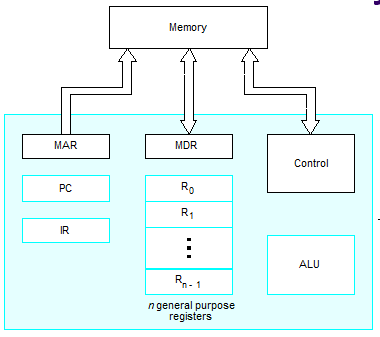 Memory
MAR
MDR
Control
PC
R0
R1
IR
ALU
Rn - 1
n general purpose
registers